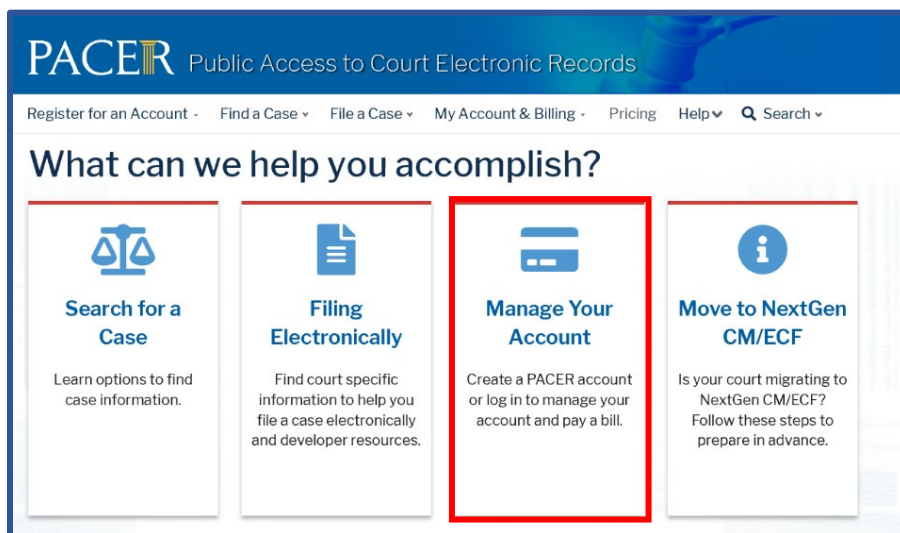 PACER Public Access to Court Electronic Records
Register for an Account Find a Case File a Case My Account & Billing Pricing Help Search
What can we help you accomplish?
Search for a
Case
Learn options to find
case information.
Filing
Electronically
Find court specific
information to help you
file a case electronically
and developer resources.
Manage Your
Account
Create a PACER account
or log in to manage your
account and pay a bill.
Move to NextGen
CM/ECF
Is your court migrating to
NextGen CM/ECF?
Follow these steps to
prepare in advance.